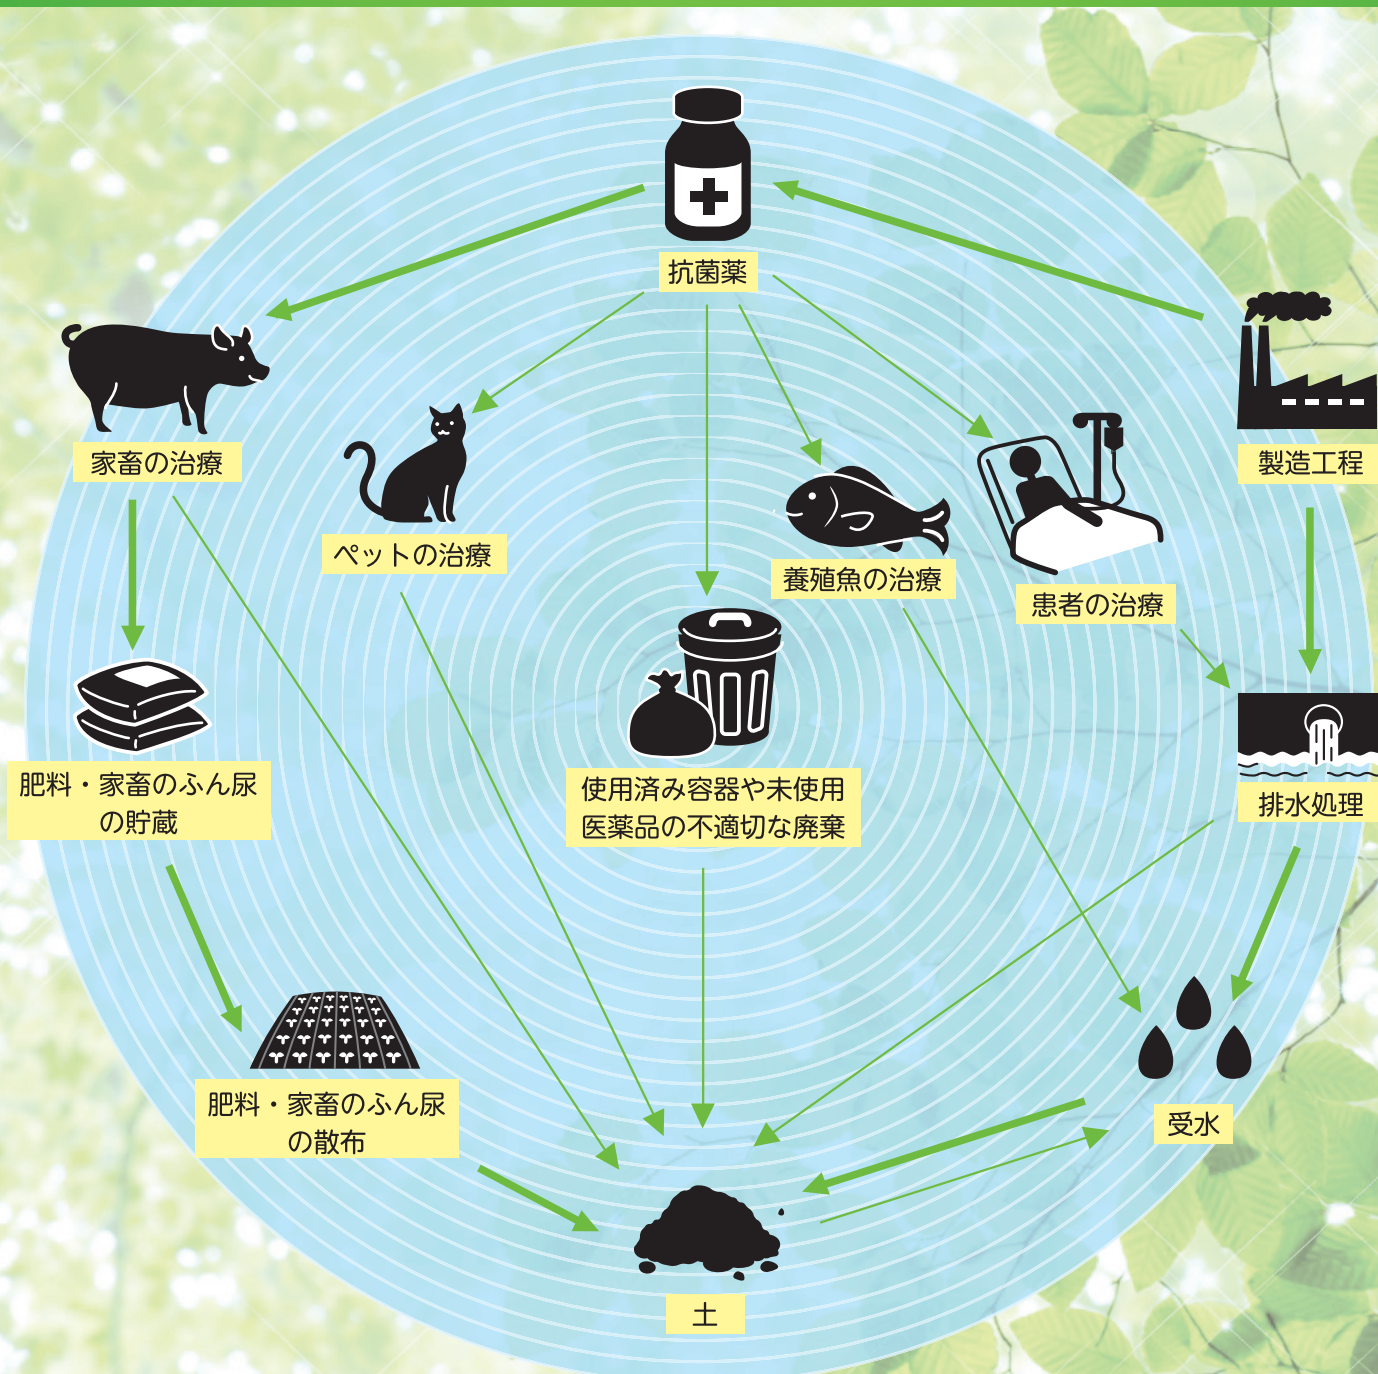 抗菌薬
家畜の治療
製造工程
ペットの治療
養殖魚の治療
患者の治療
肥料・家畜のふん尿
の貯蔵
使用済み容器や未使用
医薬品の不適切な廃棄
排水処理
肥料・家畜のふん尿
の散布
受水
土